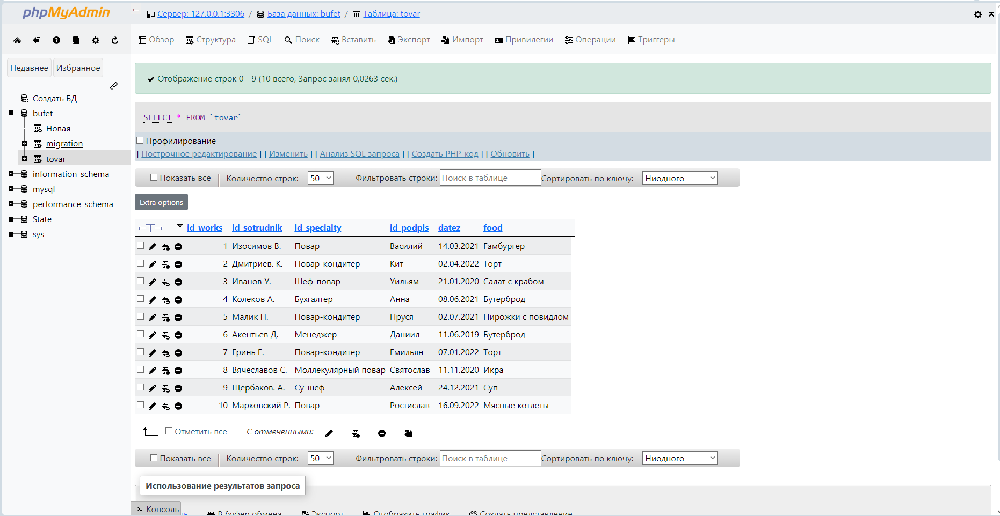 phpMyAdmin
Недавнее Избранное
Создать БД
bufet
Новая
migration
tovar
information_schema
mysql
performance_schema
State
sys
← Сервер: 127.0.0.1:3306 / База данных: bufet / Таблица: tovar
Обзор Структура SQL Поиск Вставить Экспорт Импорт Привилегии Операции Триггеры
Отображение строк 0 - 9 (10 всего, Запрос занял 0,0263 сек.)
SELECT * FROM `tovar`
Профилирование
[ Построчное редактирование ] [ Изменить ] [ Анализ SQL запроса ] [ Создать PHP-код ] [ Обновить ]
Показать все Количество строк: 50 Фильтровать строки: Поиск в таблице Сортировать по ключу: Ниодного
Extra options
←T→ id_works id_sotrudnik id_specialty id_podpis datez food
1 Изосимов В. Повар Василий 14.03.2021 Гамбургер
2 Дмитриев. К. Повар-кондитер Кит 02.04.2022 Торт
3 Иванов У. Шеф-повар Уильям 21.01.2020 Салат с крабом
4 Колеков А. Бухгалтер Анна 08.06.2021 Бутерброд
5 Малик П. Повар-кондитер Пруся 02.07.2021 Пирожки с повидлом
6 Акентьев Д. Менеджер Даниил 11.06.2019 Бутерброд
7 Гринь Е. Повар-кондитер Емильян 07.01.2022 Торт
8 Вячеславов С. Моллекулярный повар Святослав 11.11.2020 Икра
9 Щербаков. А. Су-шеф Алексей 24.12.2021 Суп
10 Марковский Р. Повар Ростислав 16.09.2022 Мясные котлеты
Отметить все С отмеченными:
Показать все Количество строк: 50 Фильтровать строки: Поиск в таблице Сортировать по ключу: Ниодного
Использование результатов запроса
Консоль ть В буфер обмена Экспорт Отобразить график Создать представление